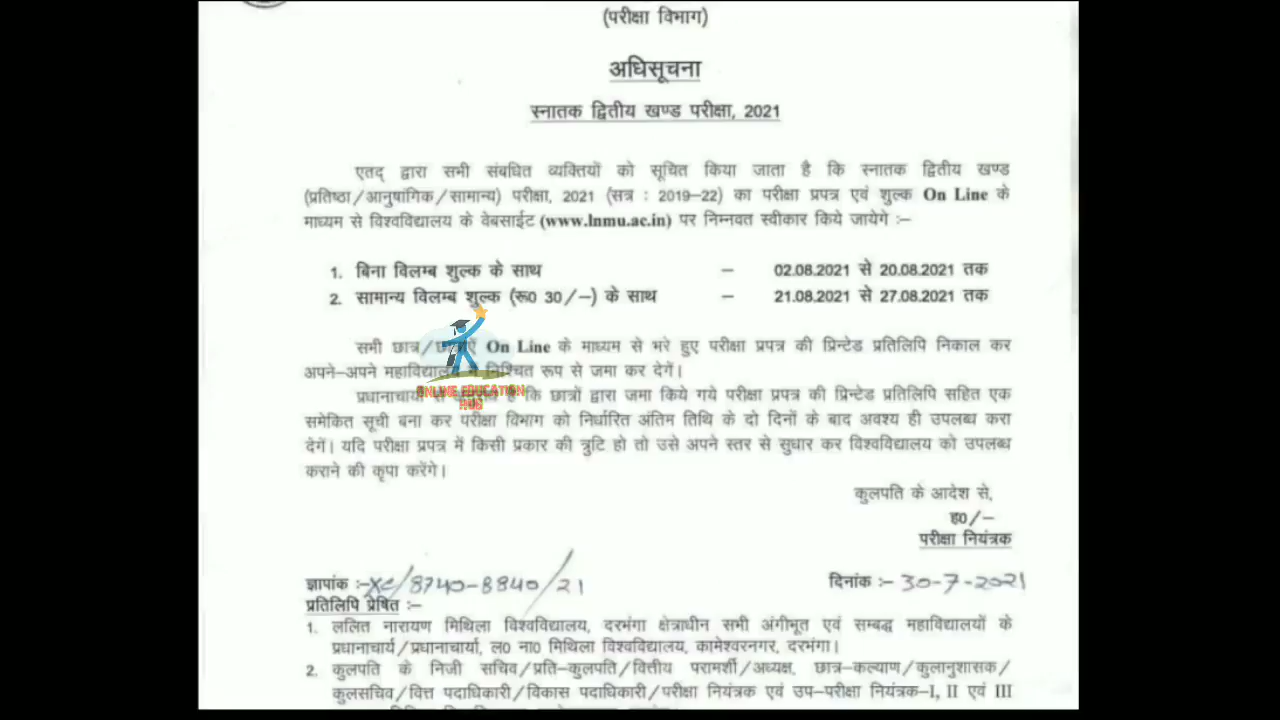 (परीक्षा विभाग)
अधिसूचना
स्नातक द्वितीय खण्ड परीक्षा, 2021
एतद् द्वारा सभी संबधित व्यक्तियों को सूचित किया जाता है कि स्नातक द्वितीय खण्ड
(प्रतिष्ठा/आनुषांगिक/सामान्य) परीक्षा, 2021 (सत्र : 2019–22) का परीक्षा प्रपत्र एवं शुल्क On Line के
माध्यम से विश्वविद्यालय के वेबसाईट (www.lnmu.ac.in) पर निम्नवत स्वीकार किये जायेगे :–
1. बिना विलम्ब शुल्क के साथ – 02.08.2021 से 20.08.2021 तक
2. सामान्य विलम्ब शुल्क (रू0 30/–) के साथ – 21.08.2021 से 27.08.2021 तक
सभी छात्र/ On Line के माध्यम से भरे हुए परीक्षा प्रपत्र की प्रिन्टेड प्रतिलिपि निकाल कर
अपने–अपने महाविद्यालय निश्चित रूप से जमा कर देगें।
ONLINE EDUCATION
HUB
कि छात्रों द्वारा जमा किये गये परीक्षा प्रपत्र की प्रिन्टेड प्रतिलिपि सहित एक
समेकित सूची बना कर परीक्षा विभाग को निर्धारित अंतिम तिथि के दो दिनों के बाद अवश्य ही उपलब्ध करा
देगें। यदि परीक्षा प्रपत्र में किसी प्रकार की त्रुटि हो तो उसे अपने स्तर से सुधार कर विश्वविद्यालय को उपलब्ध
कराने की कृपा करेंगे।
कुलपति के आदेश से,
ह0/–
परीक्षा नियंत्रक
ज्ञापांक :– /8740-8840/21 दिनांक :– 30-7-2021
प्रतिलिपि प्रेषित :–
1. ललित नारायण मिथिला विश्वविद्यालय, दरभंगा क्षेत्राधीन सभी अंगीभूत एवं सम्बद्ध महाविद्यालयों के
प्रधानाचार्य/प्रधानाचार्या, ल0 ना0 मिथिला विश्वविद्यालय, कामेश्वरनगर, दरभंगा।
2. कुलपति के निजी सचिव/प्रति–कुलपति/वित्तीय परामर्शी/अध्यक्ष, छात्र–कल्याण/कुलानुशासक/
कुलसचिव/वित्त पदाधिकारी/विकास पदाधिकारी/परीक्षा नियंत्रक एवं उप–परीक्षा नियंत्रक–I, II एवं III